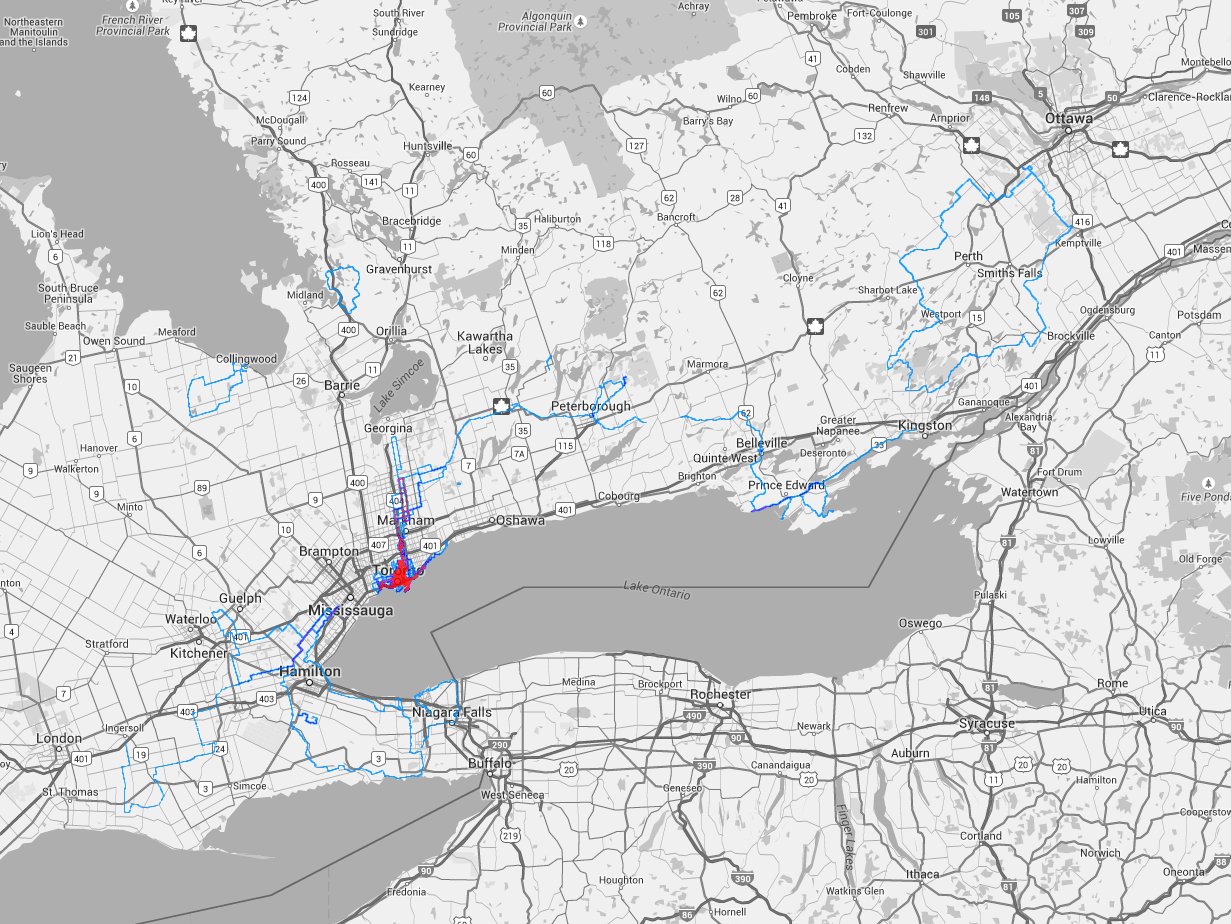 Northeastern
Manitoulin
and the Islands
French River
Provincial Park
Key River
South River
Sundridge
Algonquin
Provincial Park
Achray
Petawawa
Pembroke
Fort-Coulonge
105
307
301
309
41
Cobden
Shawville
Montebello
Kearney
124
60
Wilno
60
5
148
50
Clarence-Rockland
McDougall
Barry's Bay
Renfrew
Arnprior
Ottawa
Parry Sound
Huntsville
60
127
132
Rosseau
141
400
11
62
28
41
Bracebridge
Haliburton
Bancroft
416
35
Lion's Head
6
11
Minden
118
Kemptville
401
Massena
Perth
Gravenhurst
Cloyne
Smiths Falls
South Bruce
Peninsula
Midland
62
Sharbot Lake
Ogdensburg
Sauble Beach
Meaford
400
Orillia
Westport
15
Potsdam
Owen Sound
Kawartha
Lakes
Brockville
Canton
21
Collingwood
11
35
Marmora
11
Saugeen
Shores
10
26
Barrie
Lake Simcoe
401
Gananoque
Peterborough
62
Greater
Napanee
Kingston
Alexandria
Bay
Georgina
35
115
Belleville
33
81
Hanover
6
7A
Quinte West
Deseronto
9
Walkerton
7
Brighton
Prince Edward
Fort Drum
89
400
9
9
404
Cobourg
Watertown
Five Ponds
Minto
Markham
Oshawa
401
10
407
401
81
Lowville
6
Brampton
Toronto
Old Forge
Mississauga
Lake Ontario
Guelph
Pulaski
Waterloo
4
401
Oswego
Stratford
Kitchener
Hamilton
Medina
Brockport
Rochester
81
Rome
7
403
403
Niagara Falls
490
Newark
Syracuse
Utica
London
Ingersoll
90
90
401
19
24
3
290
Buffalo
20
390
Auburn
81
Canandaigua
20
20
20
11
St. Thomas
3
Simcoe
West Seneca
Geneseo
Hamilton
219
Finger Lakes
Cooperstown
Cortland
Norwich
90
390
Ithaca
88
Oneonta
Fredonia
Houghton
Watkins Glen
86
Hornell